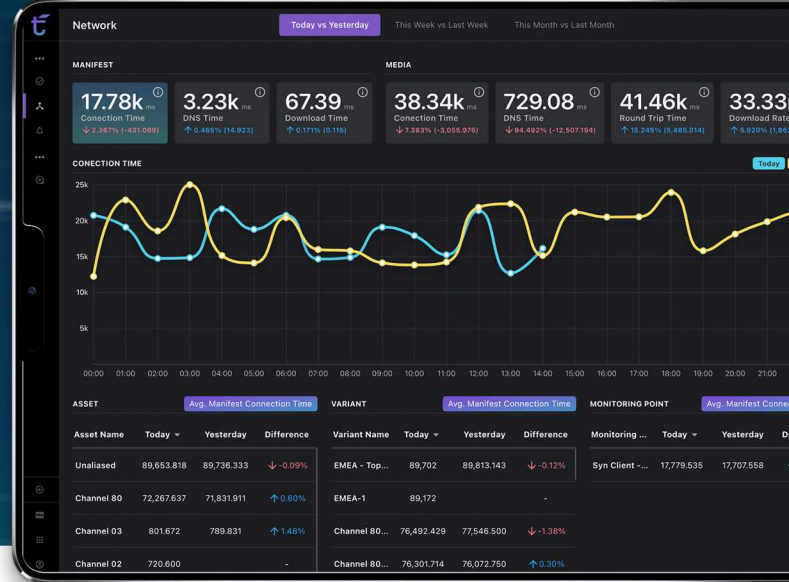 Network
Today vs Yesterday
This Week vs Last Week
This Month vs Last Month
MANIFEST
17.78k ms
Conection Time
↓2.367% (-431.089)
3.23k ms
DNS Time
↑0.465% (14.923)
67.39 ms
Download Time
↑0.171% (0.115)
MEDIA
38.34k ms
Conection Time
↓7.383% (-3,055.976)
729.08 ms
DNS Time
↓94.492% (-12,507.194)
41.46k ms
Round Trip Time
↑15.245% (5,485.014)
33.33
Download Rate
↑5.920% (1,86
CONECTION TIME
Today
25k
20k
15k
10k
5k
00:00 01:00 02:00 03:00 04:00 05:00 06:00 07:00 08:00 09:00 10:00 11:00 12:00 13:00 14:00 15:00 16:00 17:00 18:00 19:00 20:00 21:00
ASSET
Avg. Manifest Connection Time
Asset Name Today Yesterday Difference
Unaliased 89,653.818 89,736.333 ↓-0.09%
Channel 80 72,267.637 71,831.911 ↑0.60%
Channel 03 801.672 789.831 ↑1.48%
Channel 02 720.600 -
VARIANT
Avg. Manifest Connection Time
Variant Name Today Yesterday Difference
EMEA - Top... 89,702 89,813.143 ↓-0.12%
EMEA-1 89,172 -
Channel 80... 76,492.429 77,546.500 ↓-1.38%
Channel 80... 76,301.714 76,072.750 ↑0.30%
MONITORING POINT
Avg. Manifest Conne
Monitoring ... Today Yesterday D
Syn Client -... 17,779.535 17,707.558